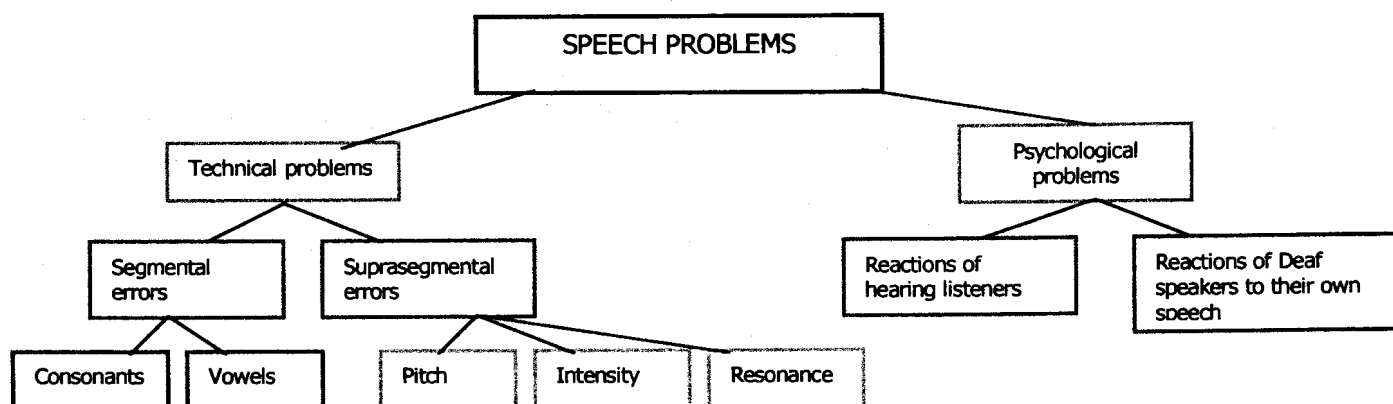 SPEECH PROBLEMS
Technical problems
Psychological
problems
Segmental
errors
Suprasegmental
errors
Reactions of
hearing listeners
Reactions of Deaf
speakers to their own
speech
Consonants
Vowels
Pitch
Intensity
Resonance